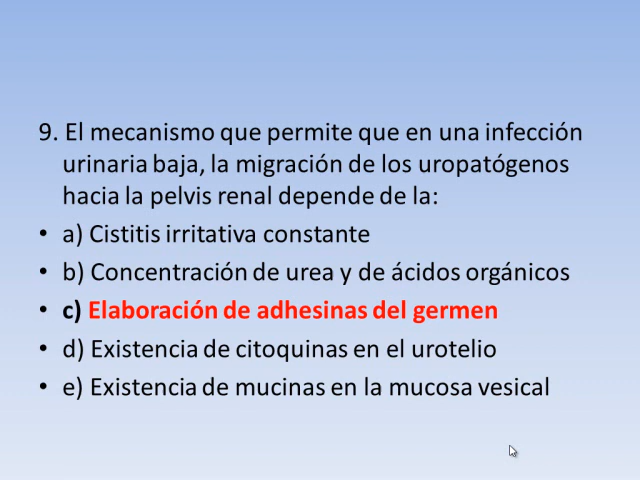 9. El mecanismo que permite que en una infección
urinaria baja, la migración de los uropatógenos
hacia la pelvis renal depende de la:
• a) Cistitis irritativa constante
• b) Concentración de urea y de ácidos orgánicos
• c) Elaboración de adhesinas del germen
• d) Existencia de citoquinas en el urotelio
• e) Existencia de mucinas en la mucosa vesical